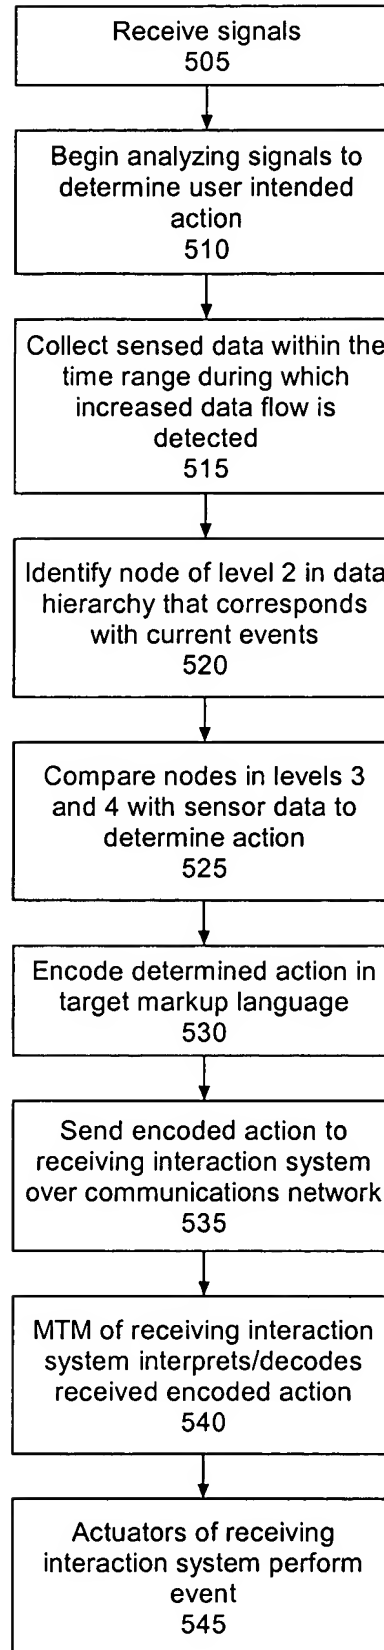 Receive signals
505
Begin analyzing signals to
determine user intended
action
510
Collect sensed data within the
time range during which
increased data flow is
detected
515
Identify node of level 2 in data
hierarchy that corresponds
with current events
520
Compare nodes in levels 3
and 4 with sensor data to
determine action
525
Encode determined action in
target markup language
530
Send encoded action to
receiving interaction system
over communications network
535
MTM of receiving interaction
system interprets/decodes
received encoded action
540
Actuators of receiving
interaction system perform
event
545